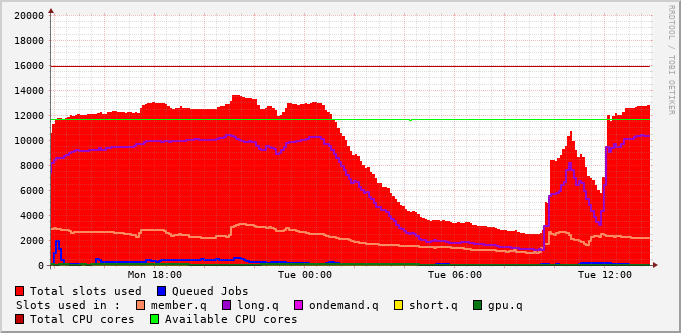 RRDTOOL / TOBI OETIKER
20000
18000
16000
14000
12000
10000
8000
6000
4000
2000
0
Mon 18:00 Tue 00:00 Tue 06:00 Tue 12:00
Total slots used Queued Jobs
Slots used in : member.q long.q ondemand.q short.q gpu.q
Total CPU cores Available CPU cores